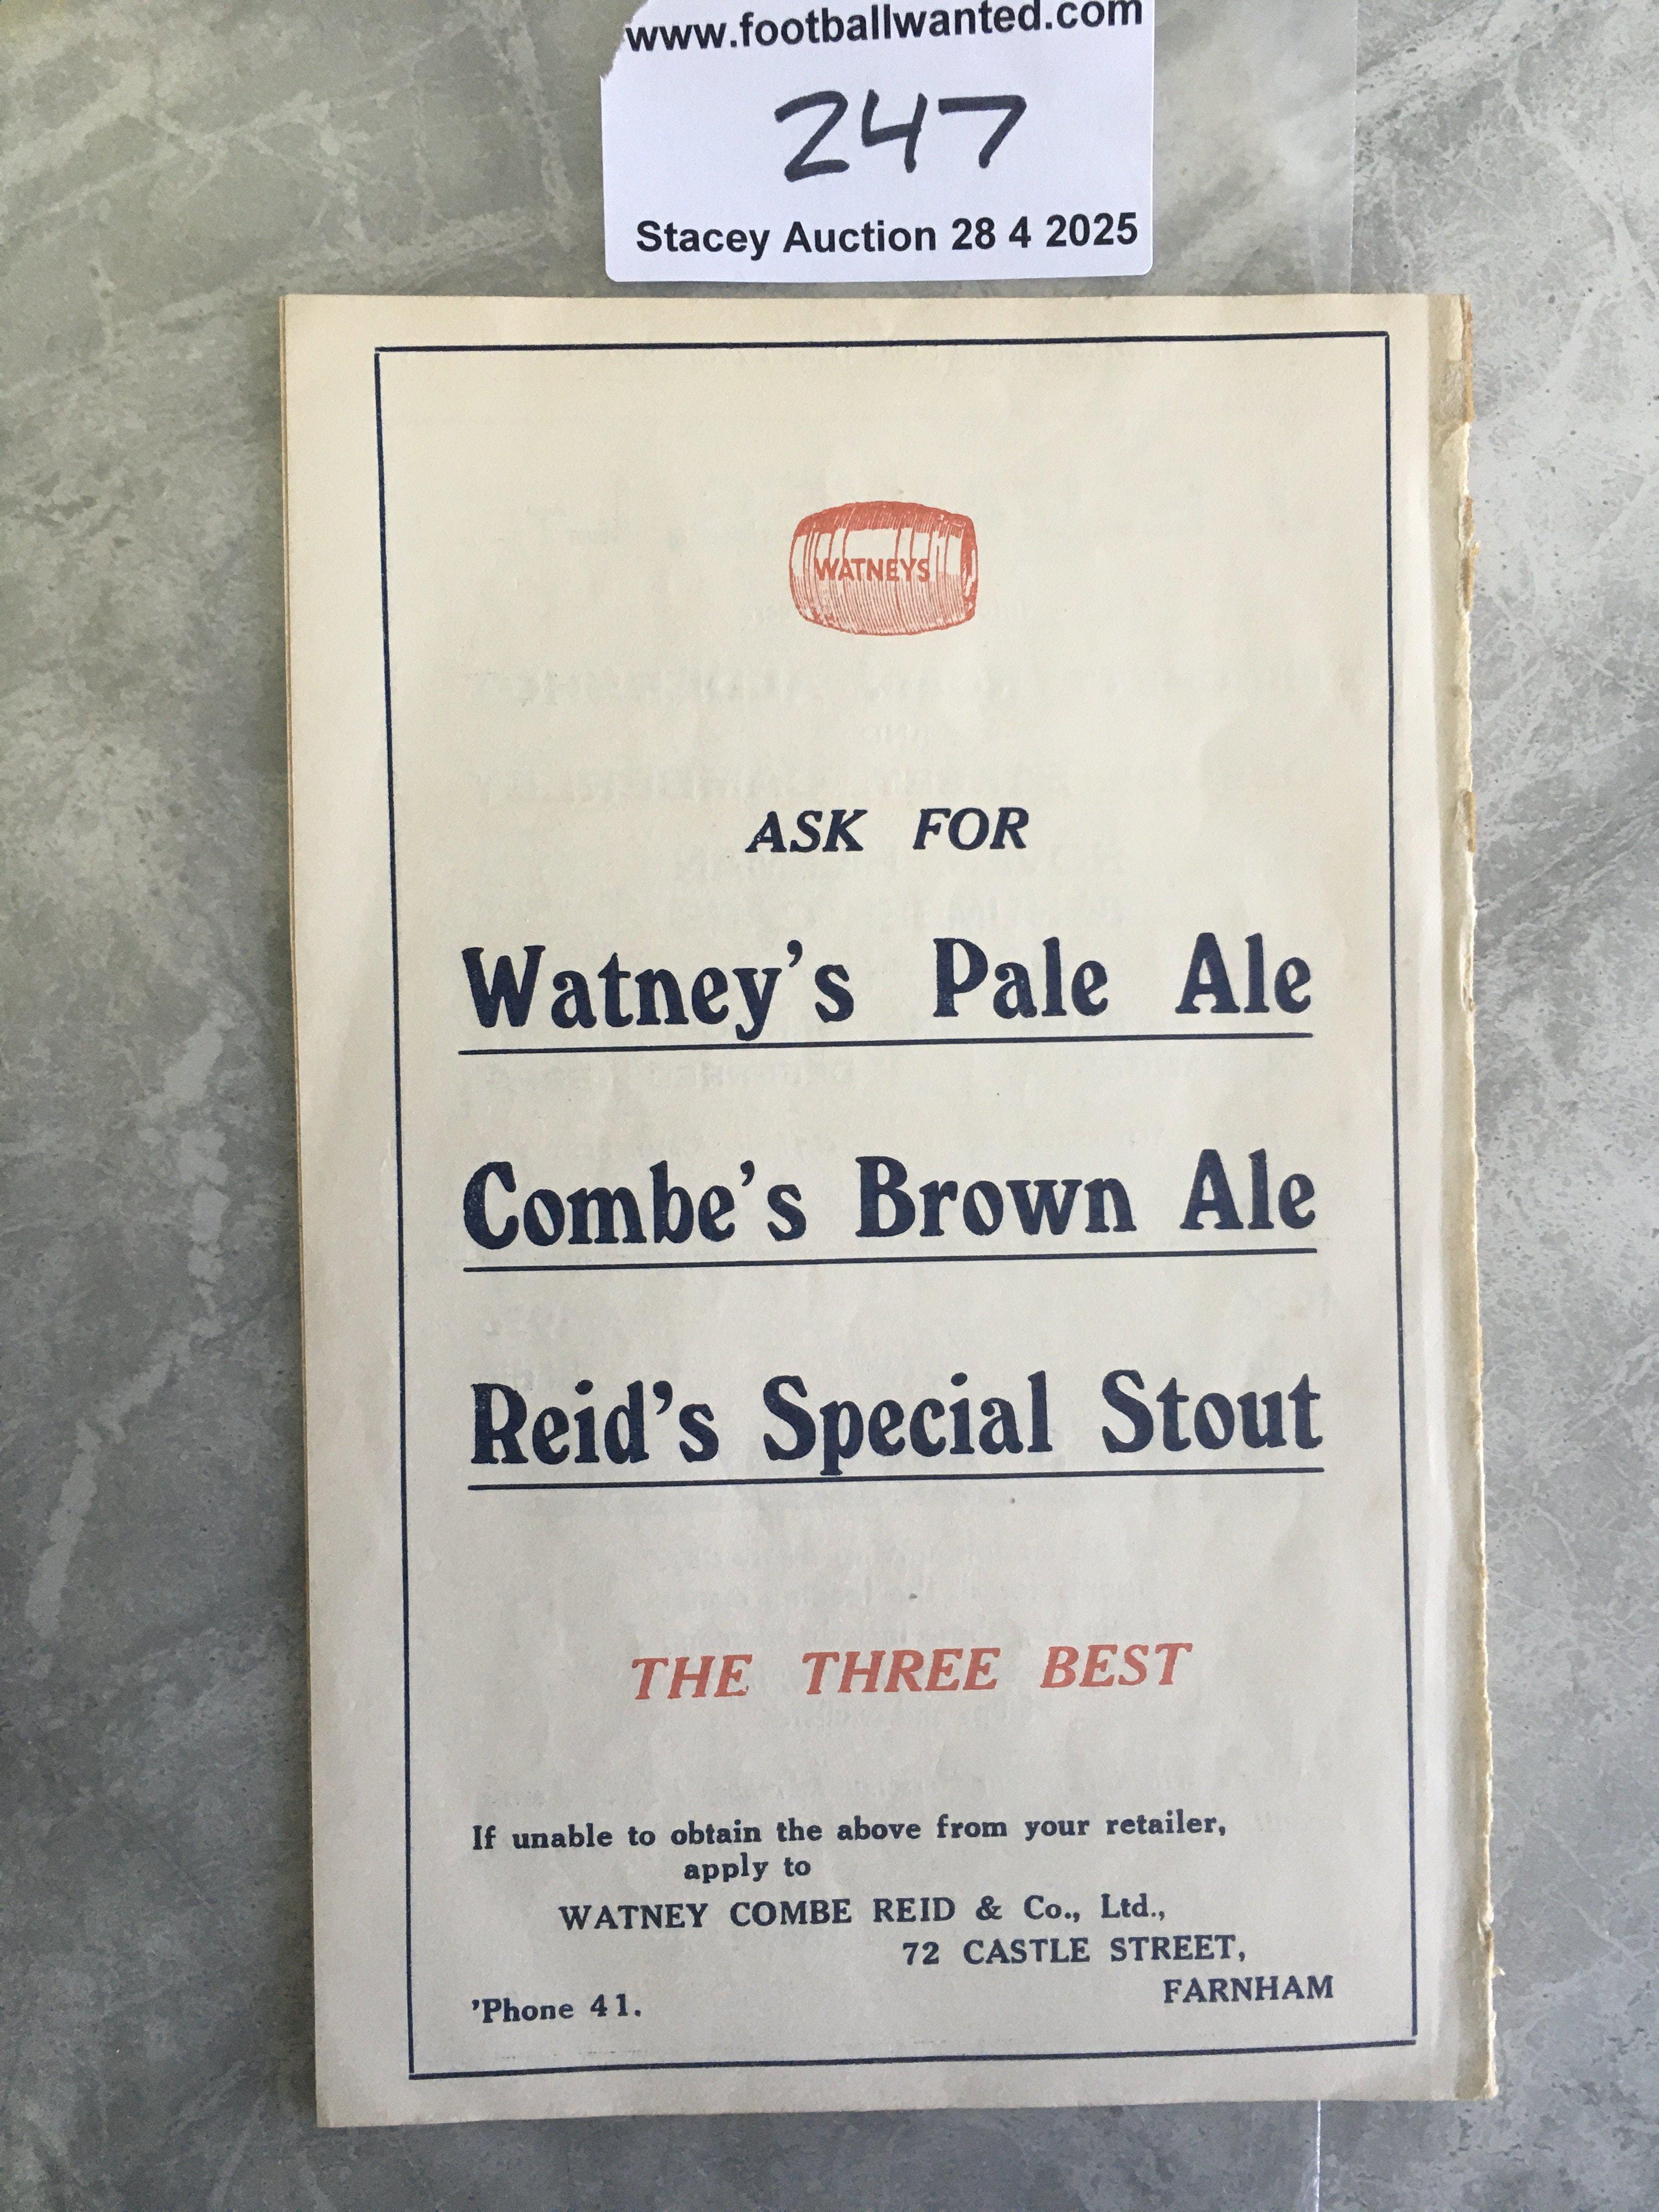 www.footballwanted.com
247
Stacey Auction 28 4 2025
WATNEYS
ASK FOR
Watney's Pale Ale
Combe's Brown Ale
Reid's Special Stout
THE THREE BEST
If unable to obtain the above from your retailer,
apply to
WATNEY COMBE REID & Co., Ltd.,
72 CASTLE STREET,
FARNHAM
'Phone 41.